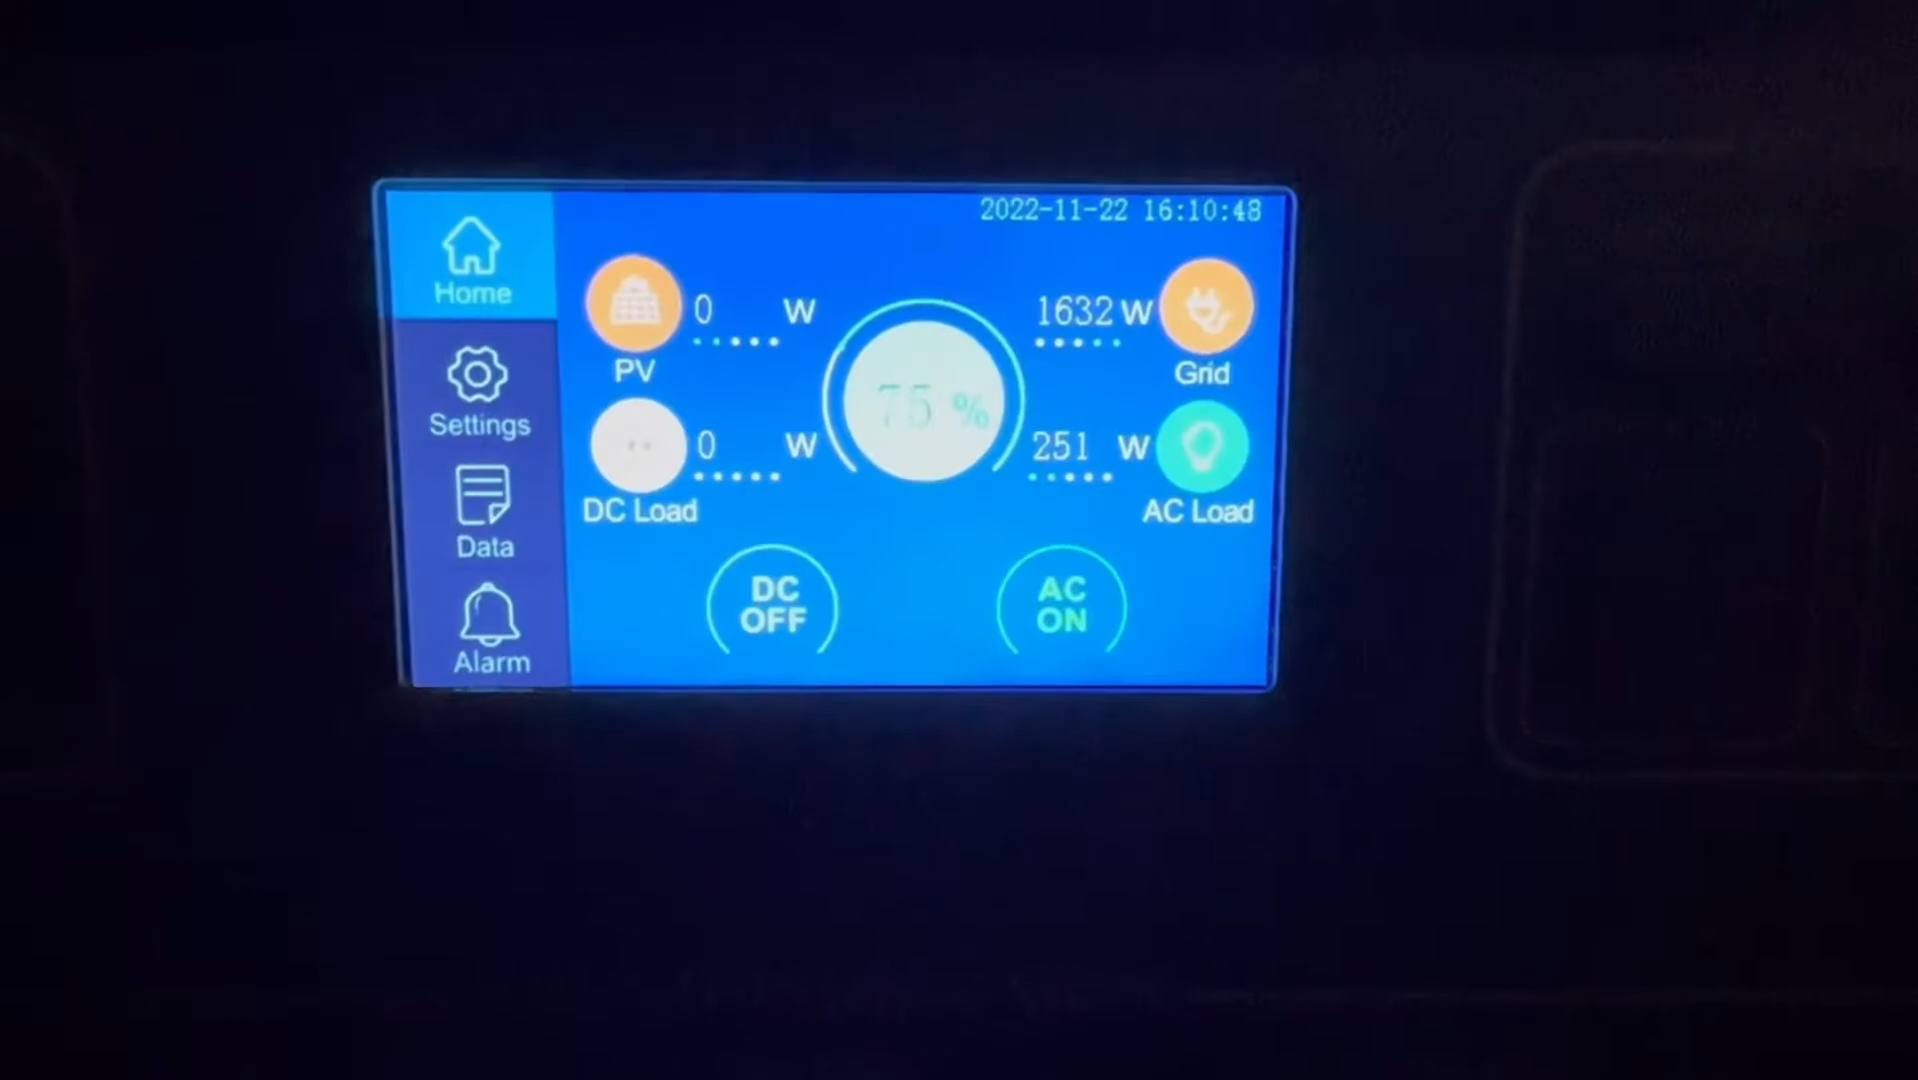 2022-11-22 16:10:48
Home
Settings
Data
Alarm
0 W
PV
1632 W
Grid
75 %
0 W
DC Load
251 W
AC Load
DC
OFF
AC
ON